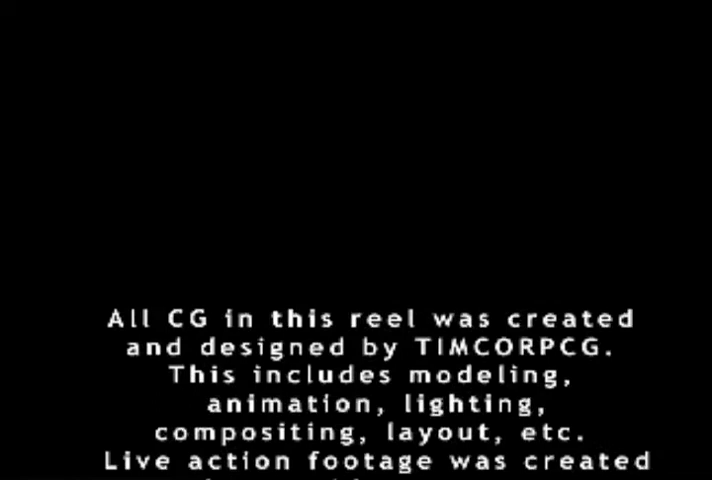 All CG in this reel was created
and designed by TIMCORPCG.
This includes modeling,
animation, lighting,
compositing, layout, etc.
Live action footage was created